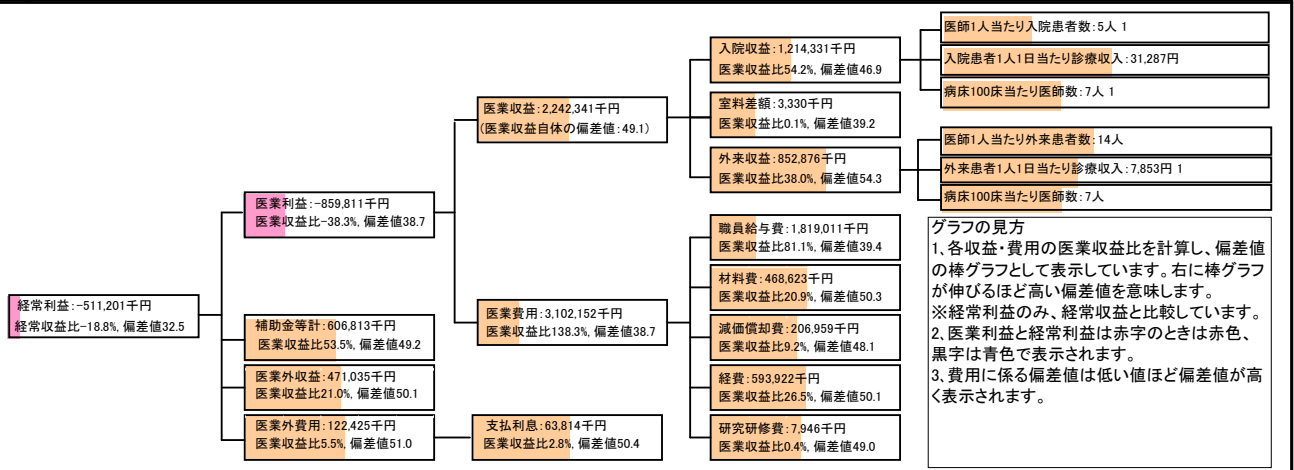 医師1人当たり入院患者数:5人 1
入院収益:1,214,331千円
医業収益比54.2%, 偏差値46.9
入院患者1人1日当たり診療収入:31,287円
病床100床当たり医師数:7人 1
医業収益:2,242,341千円
(医業収益自体の偏差値:49.1)
室料差額:3,330千円
医業収益比0.1%, 偏差値39.2
医師1人当たり外来患者数:14人
外来収益:852,876千円
医業収益比38.0%, 偏差値54.3
外来患者1人1日当たり診療収入:7,853円 1
病床100床当たり医師数:7人
医業利益:-859,811千円
医業収益比-38.3%, 偏差値38.7
職員給与費:1,819,011千円
医業収益比81.1%, 偏差値39.4
材料費:468,623千円
医業収益比20.9%, 偏差値50.3
経常利益:-511,201千円
経常収益比-18.8%, 偏差値32.5
医業費用:3,102,152千円
医業収益比138.3%, 偏差値38.7
補助金等計:606,813千円
医業収益比53.5%, 偏差値49.2
減価償却費:206,959千円
医業収益比9.2%, 偏差値48.1
医業外収益:471,035千円
医業収益比21.0%, 偏差値50.1
経費:593,922千円
医業収益比26.5%, 偏差値50.1
医業外費用:122,425千円
医業収益比5.5%, 偏差値51.0
支払利息:63,814千円
医業収益比2.8%, 偏差値50.4
研究研修費:7,946千円
医業収益比0.4%, 偏差値49.0
グラフの見方
1、各収益・費用の医業収益比を計算し、偏差値
の棒グラフとして表示しています。右に棒グラフ
が伸びるほど高い偏差値を意味します。
※経常利益のみ、経常収益と比較しています。
2、医業利益と経常利益は赤字のときは赤色、
黒字は青色で表示されます。
3、費用に係る偏差値は低い値ほど偏差値が高
く表示されます。